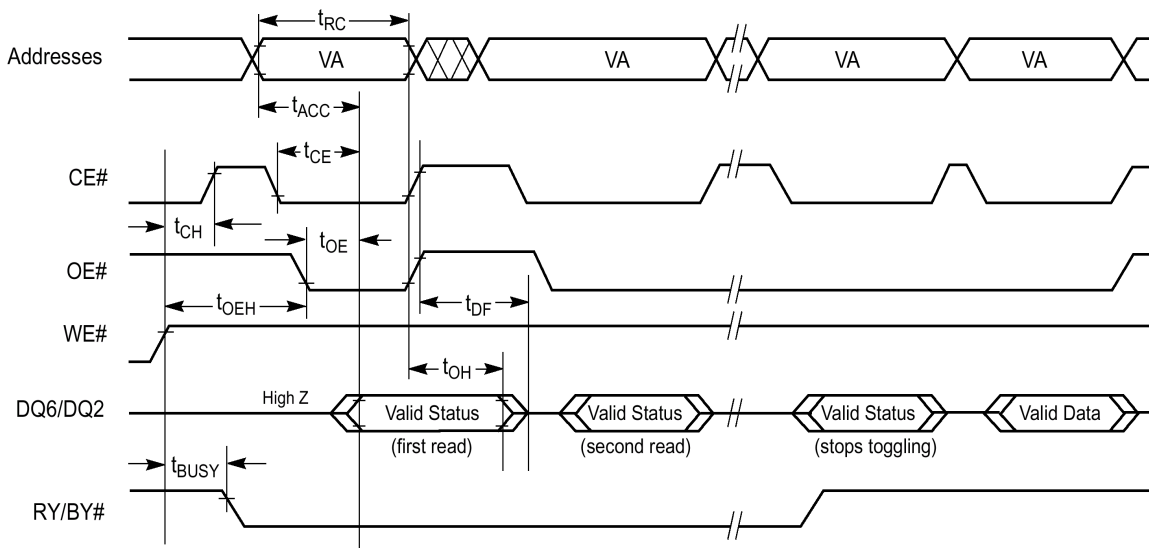 tRC
Addresses VA VA VA VA
tACC
tCE
CE#
tCH
tOE
OE#
tOEH
tDF
WE#
tOH
High Z
DQ6/DQ2 Valid Status Valid Status Valid Status Valid Data
(first read) (second read) (stops toggling)
tBUSY
RY/BY#